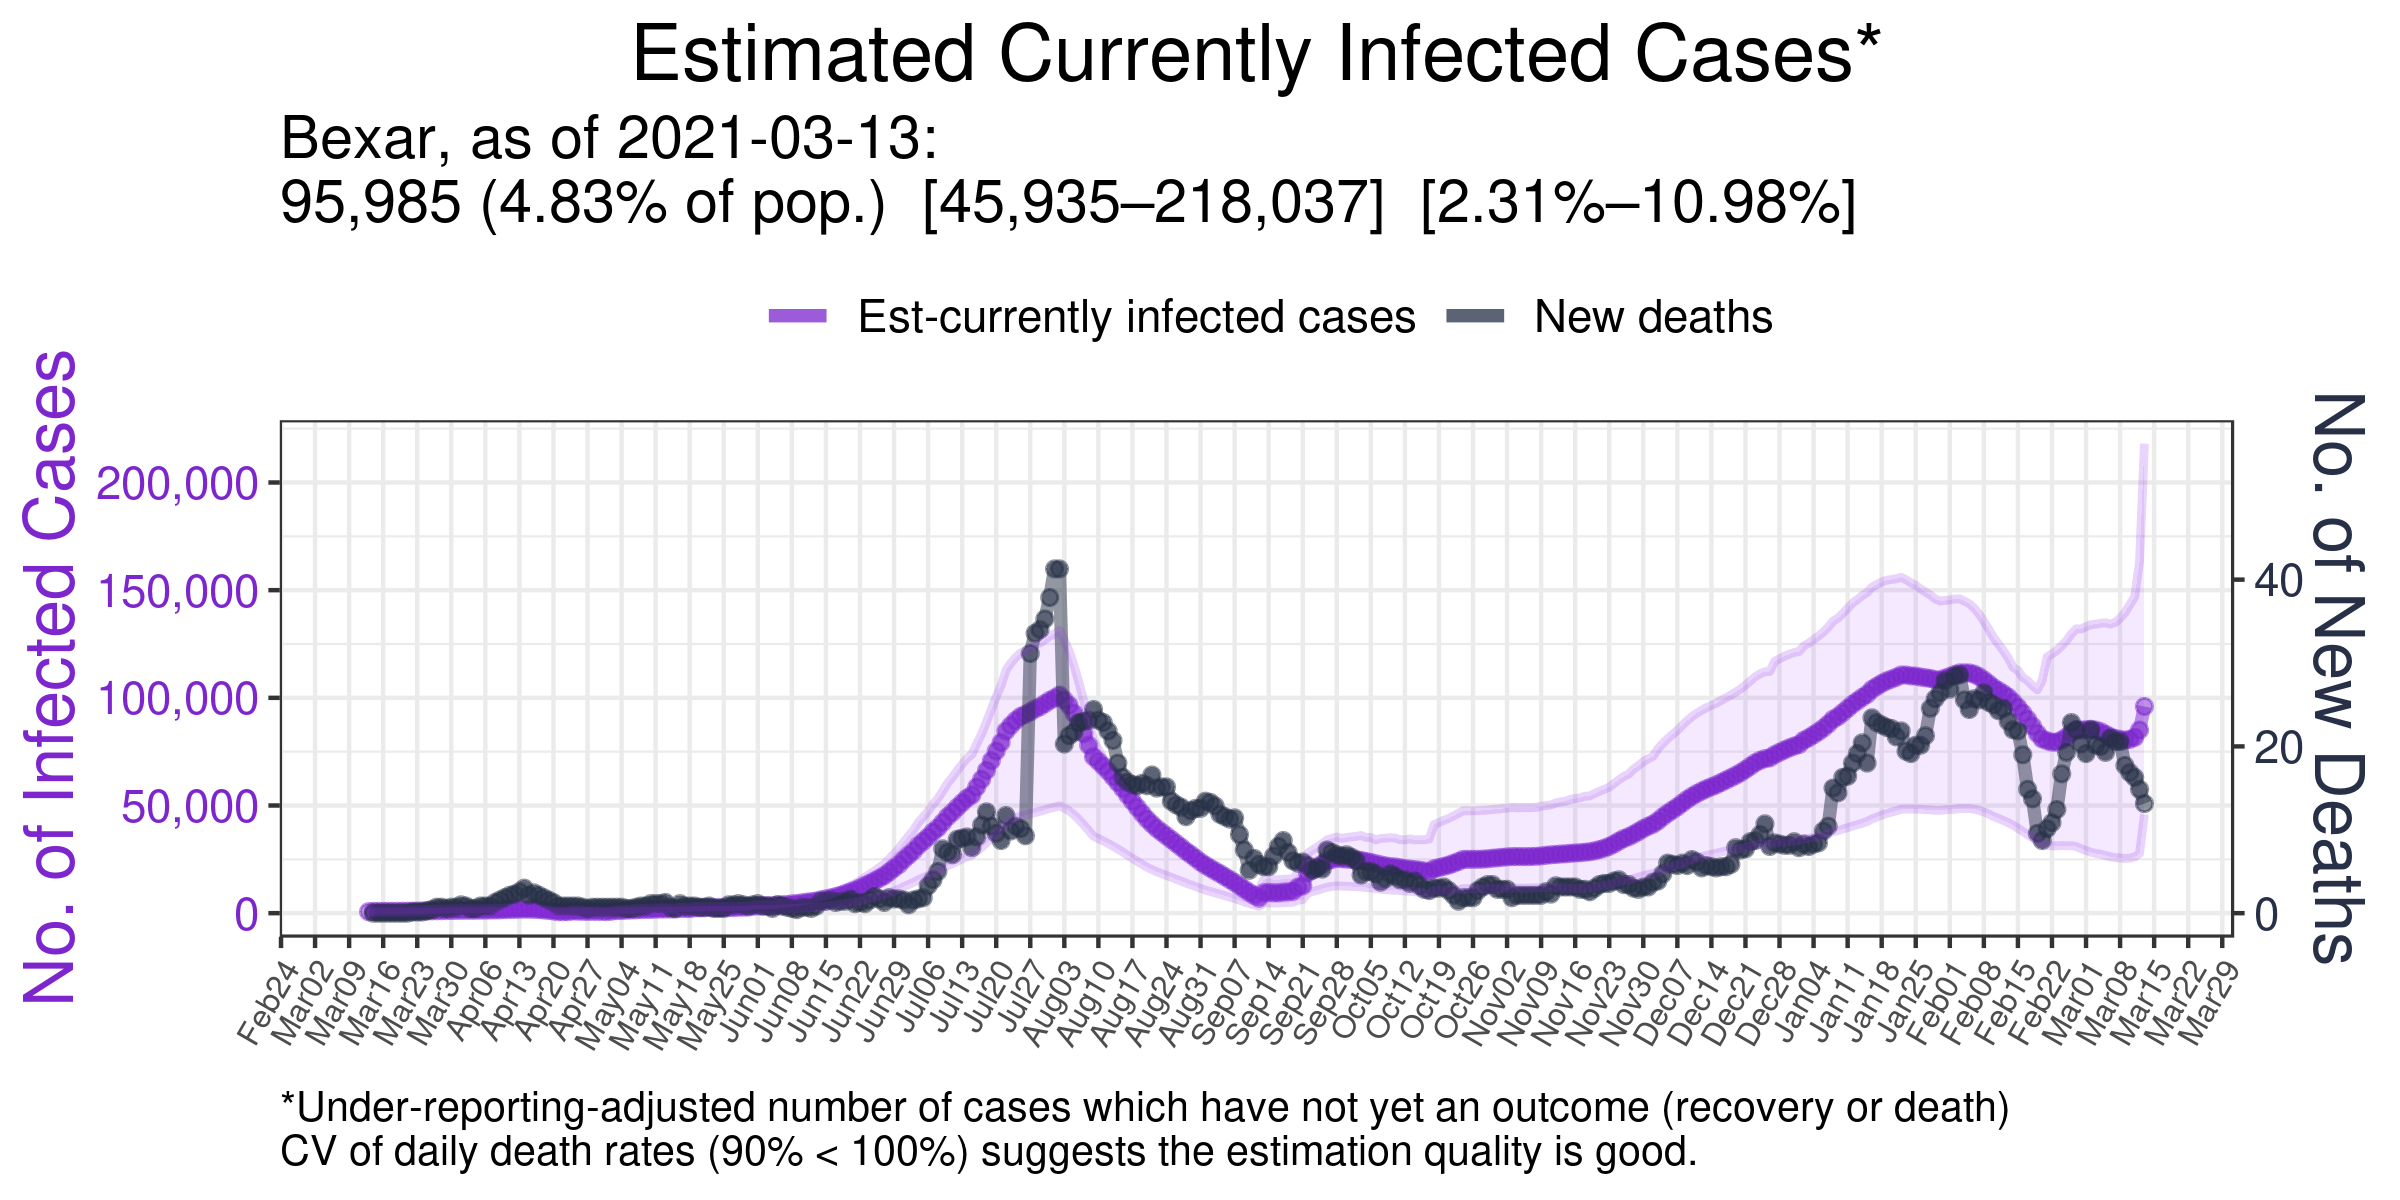 Estimated Currently Infected Cases*
Bexar, as of 2021-03-13:
95,985 (4.83% of pop.) [45,935–218,037] [2.31%–10.98%]
Est-currently infected cases New deaths
No. of Infected Cases
200,000
150,000
100,000
50,000
0
40
20
0
No. of New Deaths
Feb24 Mar02 Mar09 Mar16 Mar23 Mar30 Apr06 Apr13 Apr20 Apr27 May04 May11 May18 May25 Jun01 Jun08 Jun15 Jun22 Jun29 Jul06 Jul13 Jul20 Jul27 Aug03 Aug10 Aug17 Aug24 Aug31 Sep07 Sep14 Sep21 Sep28 Oct05 Oct12 Oct19 Oct26 Nov02 Nov09 Nov16 Nov23 Nov30 Dec07 Dec14 Dec21 Dec28 Jan04 Jan11 Jan18 Jan25 Feb01 Feb08 Feb15 Feb22 Mar01 Mar08 Mar15 Mar22 Mar29
*Under-reporting-adjusted number of cases which have not yet an outcome (recovery or death)
CV of daily death rates (90% < 100%) suggests the estimation quality is good.